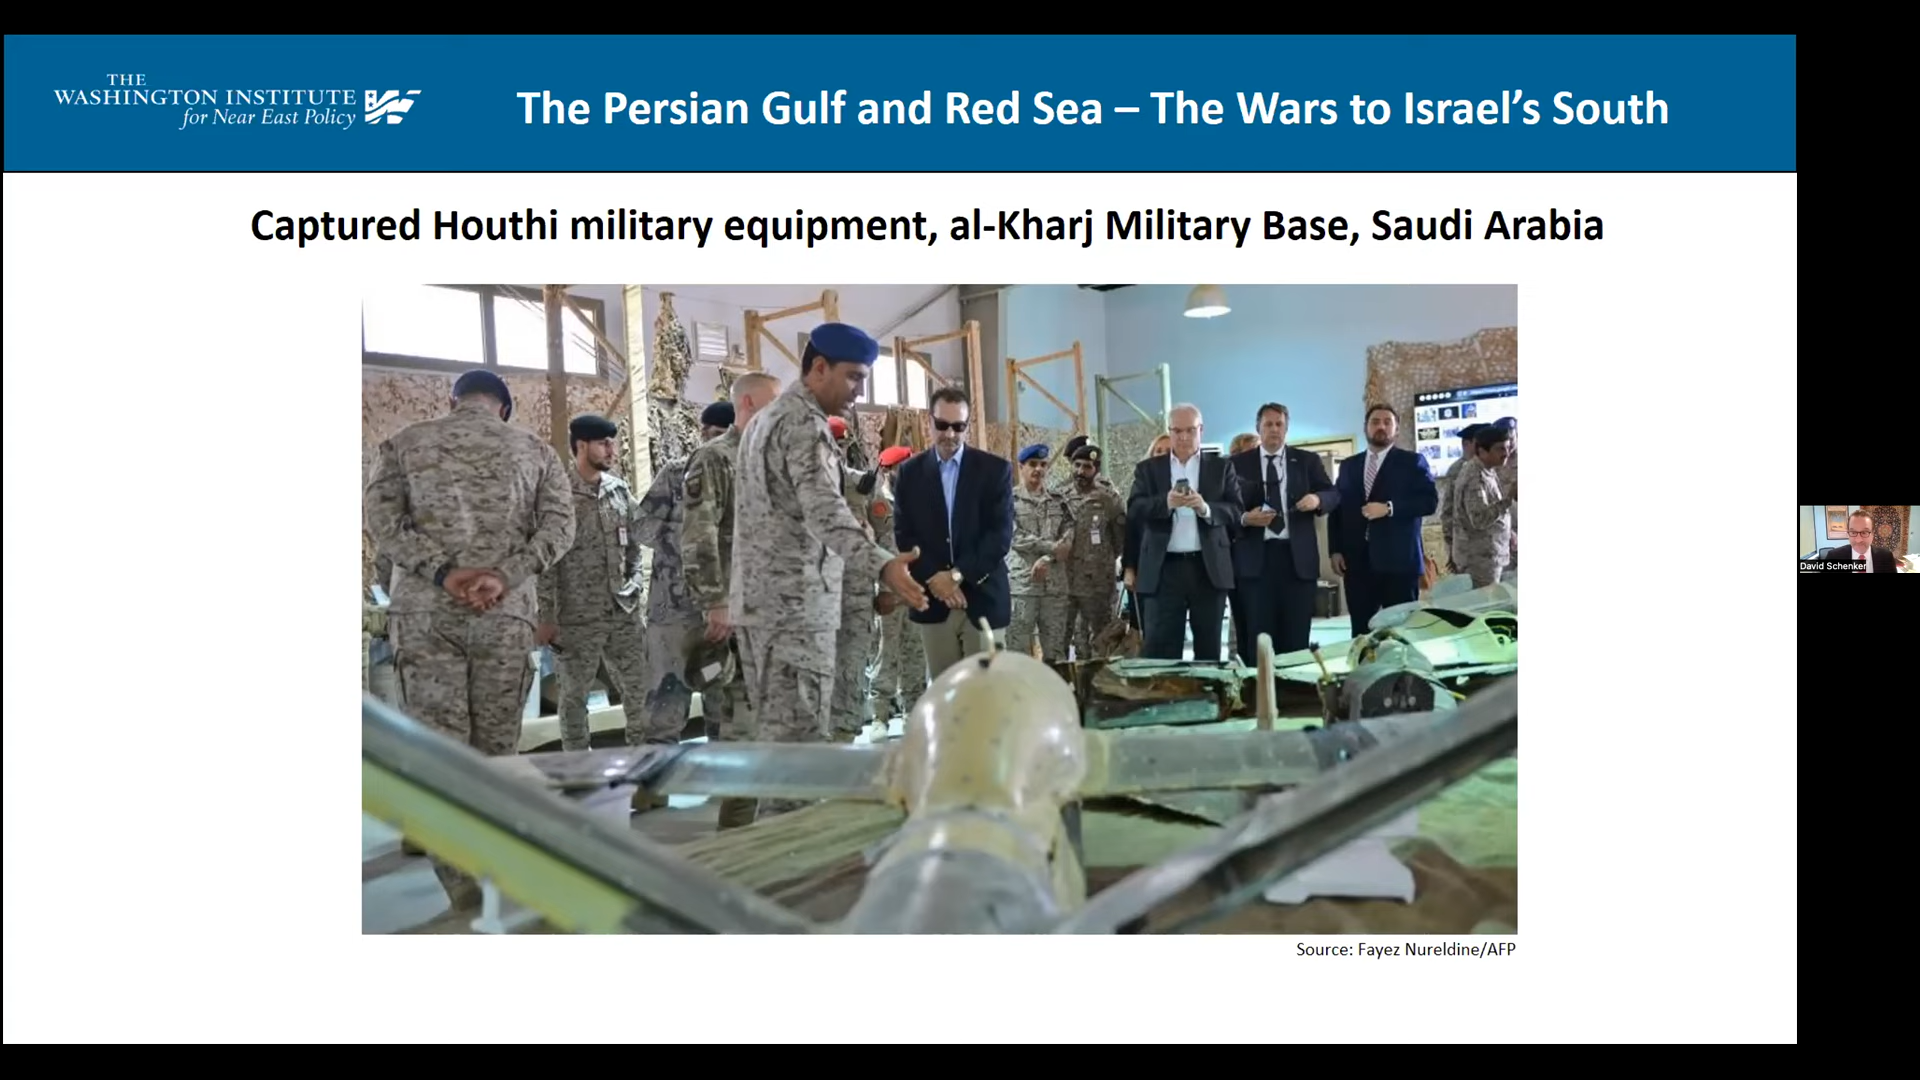 THE
WASHINGTON INSTITUTE
for Near East Policy
The Persian Gulf and Red Sea – The Wars to Israel's South
Captured Houthi military equipment, al-Kharj Military Base, Saudi Arabia
Source: Fayez Nureldine/AFP
David Schenker